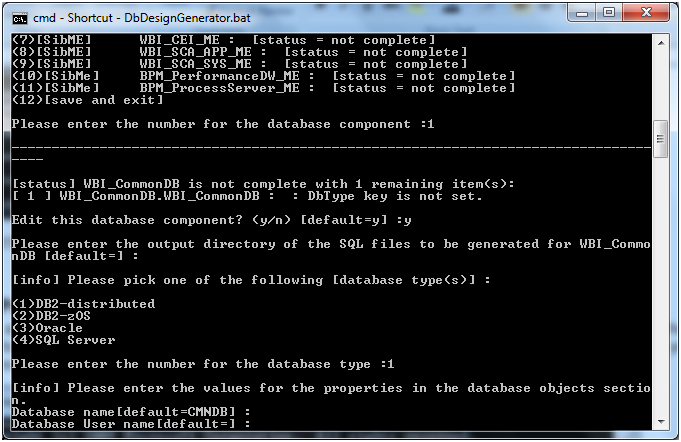 cmd - Shortcut - DbDesignGenerator.bat
(7)[SibME]      WBI_CEI_ME :  [status = not complete]
(8)[SibMe]      WBI_SCA_APP_ME :  [status = not complete]
(9)[SibME]      WBI_SCA_SYS_ME :  [status = not complete]
(10)[SibMe]     BPM_PerformanceDW_ME :  [status = not complete]
(11)[SibMe]     BPM_ProcessServer_ME :  [status = not complete]
(12)[save and exit]
Please enter the number for the database component :1
--------------------------------------------------------------------------------
----
[status] WBI_CommonDB is not complete with 1 remaining item(s):
[ 1 ] WBI_CommonDB.WBI_CommonDB :  : DbType key is not set.
Edit this database component? (y/n) [default=y] :y
Please enter the output directory of the SQL files to be generated for WBI_Commo
nDB [default=] :
[info] Please pick one of the following [database type(s)] :
(1)DB2-distributed
(2)DB2-zOS
(3)Oracle
(4)SQL Server
Please enter the number for the database type :1
[info] Please enter the values for the properties in the database objects sectio
n.
Database name[default=CMNDB] :
Database User name[default=] :